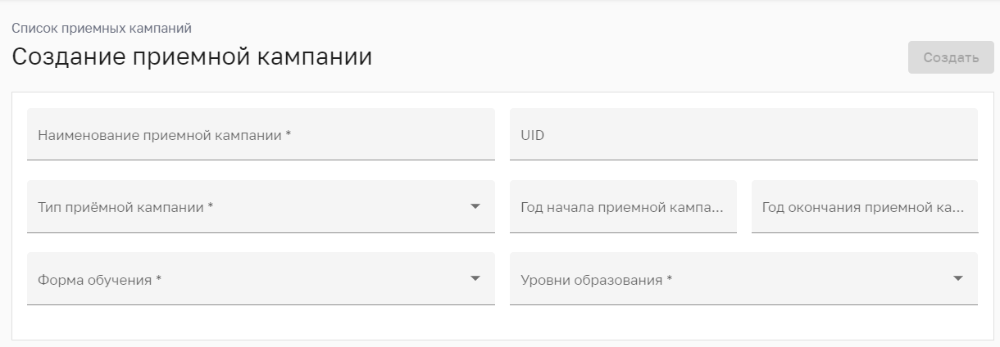 Список приемных кампаний
Создание приемной кампании
Создать
Наименование приемной кампании *
UID
Тип приёмной кампании *
Год начала приемной кампа...
Год окончания приемной ка...
Форма обучения *
Уровни образования *